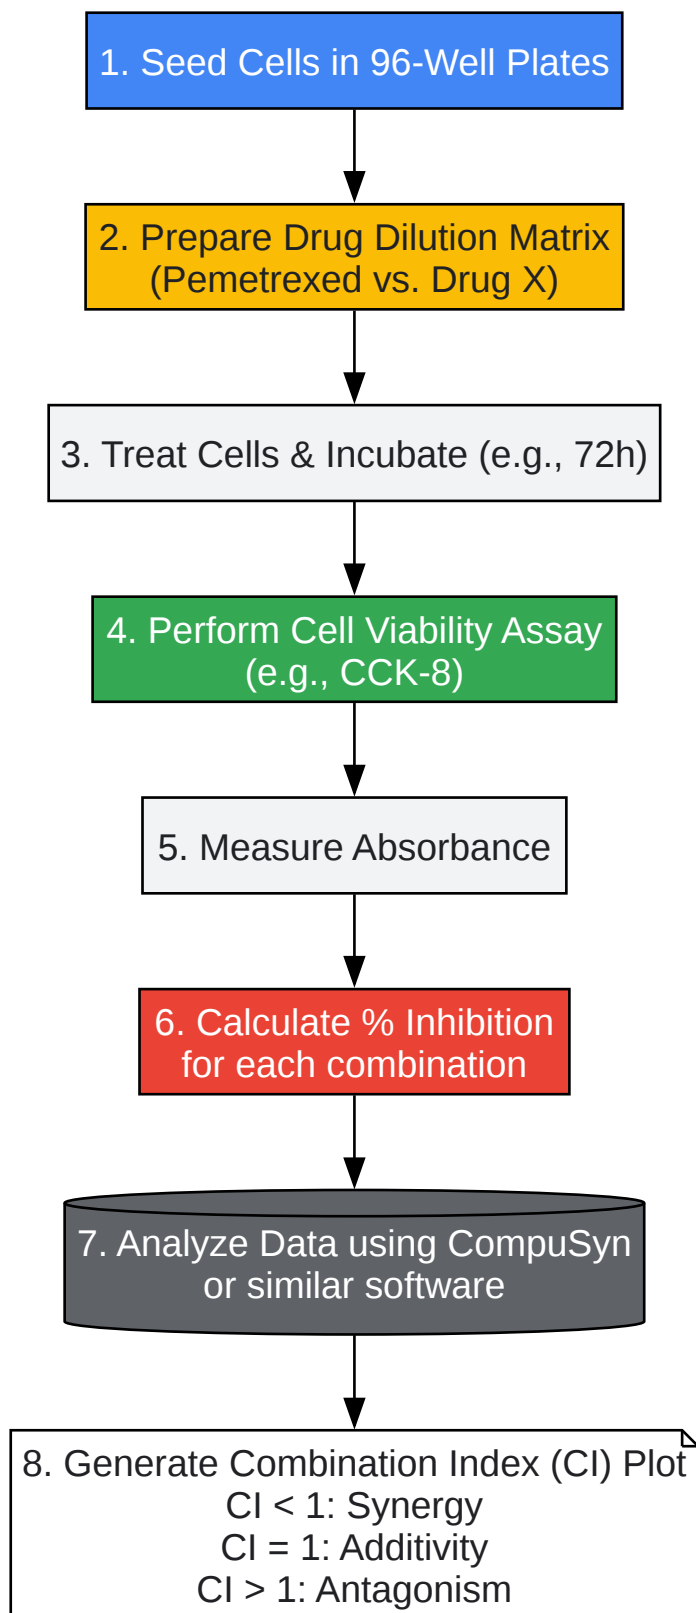 1. Seed Cells in 96-Well Plates
2. Prepare Drug Dilution Matrix
(Pemetrexed vs. Drug X)
3. Treat Cells & Incubate (e.g., 72h)
4. Perform Cell Viability Assay
(e.g., CCK-8)
5. Measure Absorbance
6. Calculate % Inhibition
for each combination
7. Analyze Data using CompuSyn
or similar software
8. Generate Combination Index (CI) Plot
CI < 1: Synergy
CI = 1: Additivity
CI > 1: Antagonism